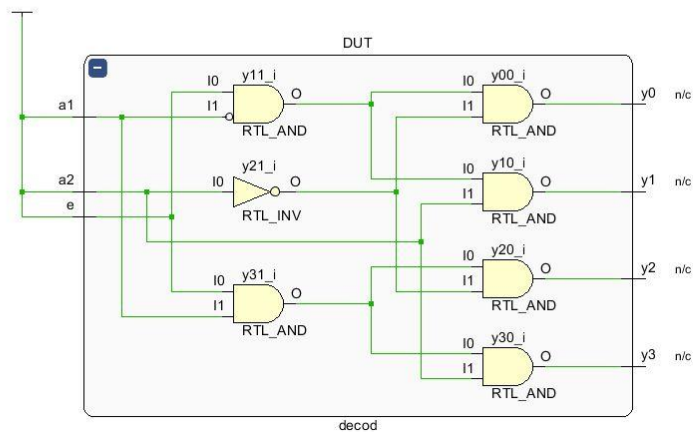 DUT
y11_i
I0
I1
O
RTL_AND
a1
y21_i
I0
O
RTL_INV
a2
e
y31_i
I0
I1
O
RTL_AND
y00_i
I0
I1
O
RTL_AND
y0 n/c
y10_i
I0
I1
O
RTL_AND
y1 n/c
y20_i
I0
I1
O
RTL_AND
y2 n/c
y30_i
I0
I1
O
RTL_AND
y3 n/c
decod